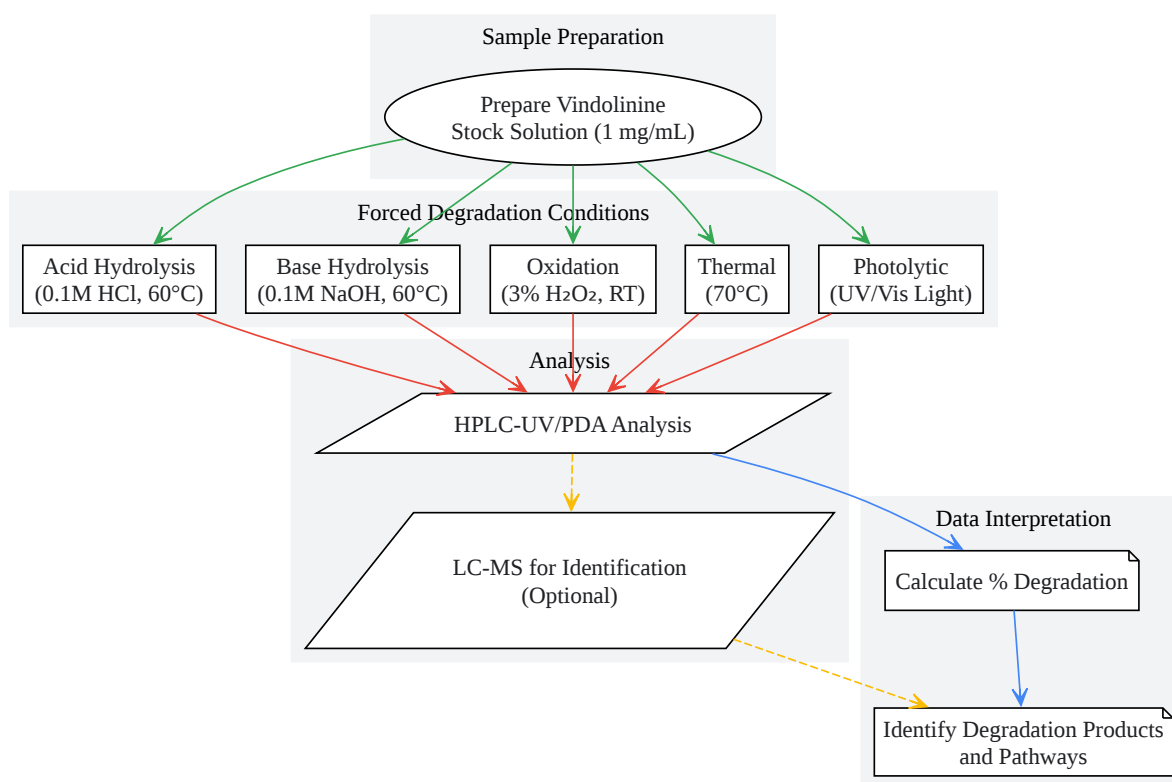 Sample Preparation
Prepare Vindolinine
Stock Solution (1 mg/mL)
Forced Degradation Conditions
Acid Hydrolysis
(0.1M HCl, 60°C)
Base Hydrolysis
(0.1M NaOH, 60°C)
Oxidation
(3% H₂O₂, RT)
Thermal
(70°C)
Photolytic
(UV/Vis Light)
Analysis
HPLC-UV/PDA Analysis
LC-MS for Identification
(Optional)
Data Interpretation
Calculate % Degradation
Identify Degradation Products
and Pathways